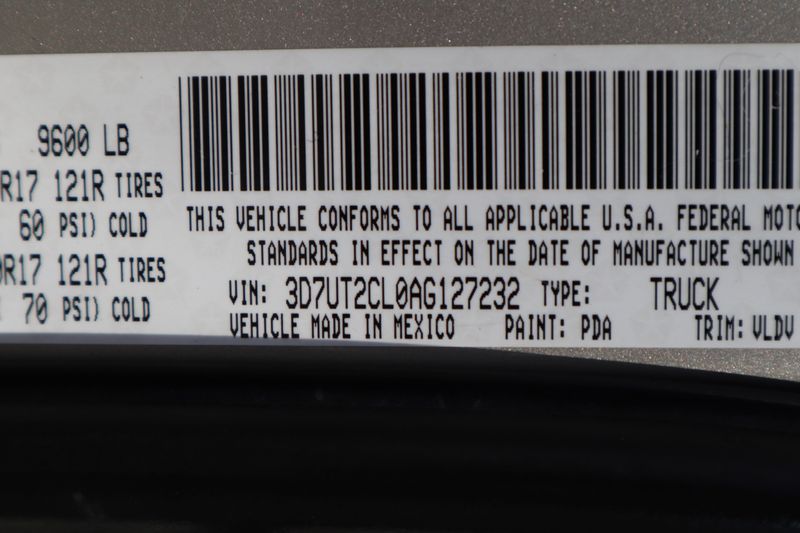 9600 LB
R17 121R TIRES
60 PSI) COLD
0R17 121R TIRES
70 PSI) COLD
THIS VEHICLE CONFORMS TO ALL APPLICABLE U.S.A. FEDERAL MOTO
STANDARDS IN EFFECT ON THE DATE OF MANUFACTURE SHOWN
VIN: 3D7UT2CL0AG127232 TYPE: TRUCK
VEHICLE MADE IN MEXICO PAINT: PDA TRIM: VLDV